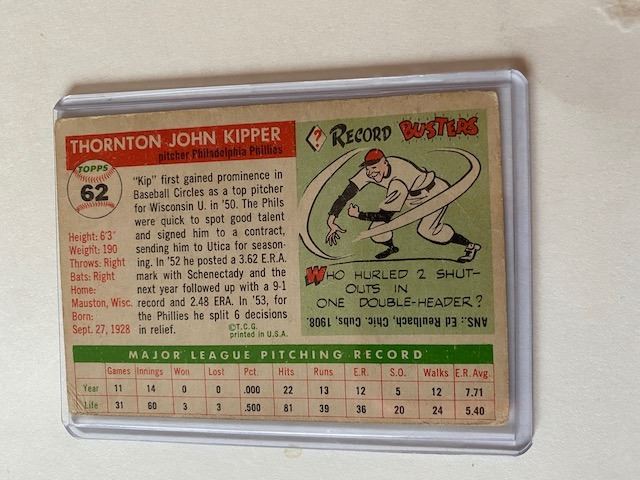 THORNTON JOHN KIPPER
pitcher Philadelphia Phillies
TOPPS
62
"Kip" first gained prominence in
Baseball Circles as a top pitcher
for Wisconsin U. in '50. The Phils
were quick to spot good talent
and signed him to a contract,
sending him to Utica for season-
ing. In '52 he posted a 3.62 E.R.A.
mark with Schenectady and the
next year followed up with a 9-1
record and 2.48 ERA. In '53, for
the Phillies he split 6 decisions
in relief.
Height: 6'3"
Weight: 190
Throws: Right
Bats: Right
Home:
Mauston, Wisc.
Born:
Sept. 27, 1928
©T.C.G.
printed in U.S.A.
? RECORD BUSTERS
WHO HURLED 2 SHUT-
OUTS IN
ONE DOUBLE-HEADER?
ANS.: Ed Reulbach, Chic. Cubs, 1908.
MAJOR LEAGUE PITCHING RECORD
Games Innings Won Lost Pct. Hits Runs E.R. S.O. Walks E.R. Avg.
Year 11 14 0 0 .000 22 13 12 5 12 7.71
Life 31 60 3 3 .500 81 39 36 20 24 5.40